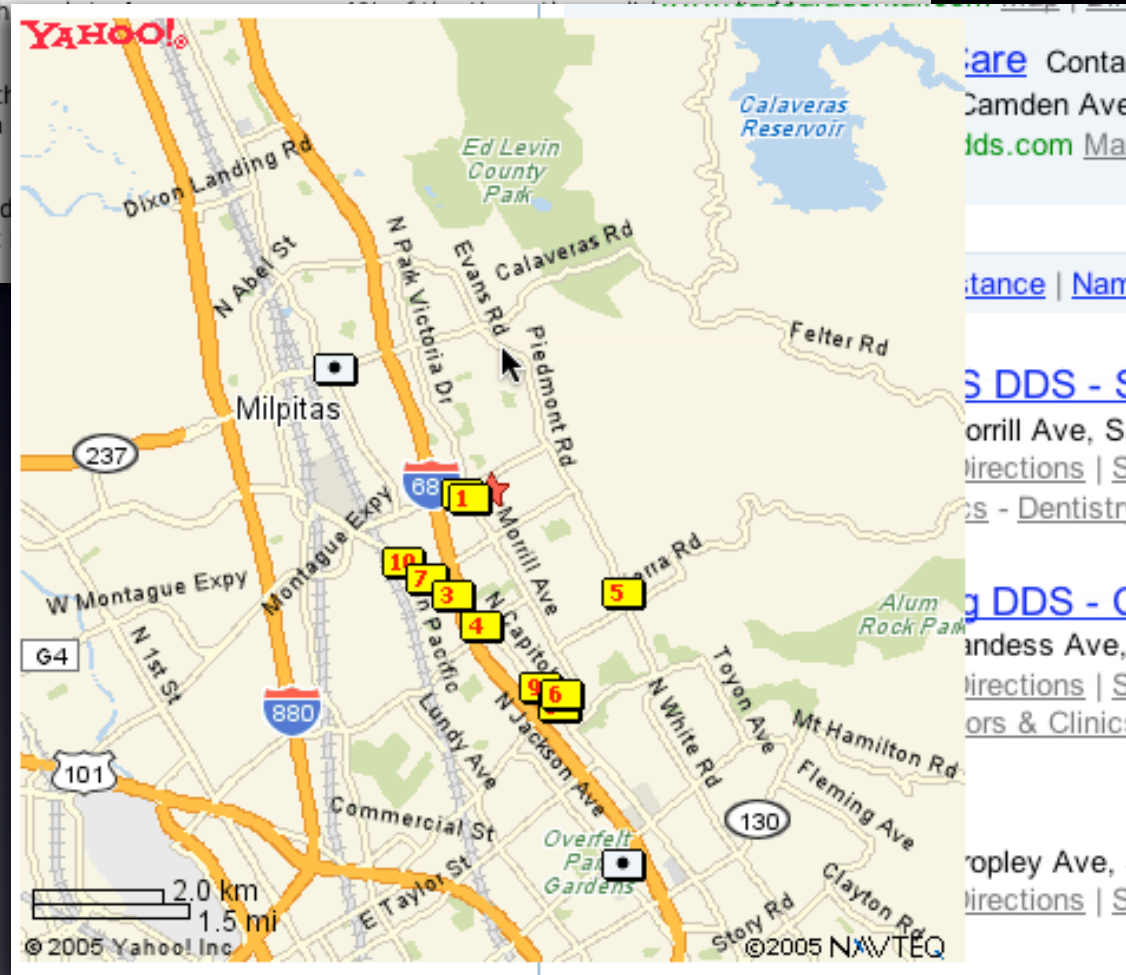 YAHOO!®
Calaveras
Reservoir
Ed Levin
County
Park
Dixon Landing Rd
N Abel St
N Park Victoria Dr
Evans Rd
Calaveras Rd
Piedmont Rd
Felter Rd
Milpitas
237
1
Montague Expy
Morrill Ave
10
7
3
4
5
W Montague Expy
N Capitol
Alum
Rock Park
G4
N 1st St
Pacific
880
9
6
Lundy Ave
N Jackson Ave
N White Rd
Toyon Ave
Mt Hamilton Rd
Fleming Ave
101
130
Commercial St
Overfelt
Gardens
E Taylor St
Clayton Rd
Story Rd
2.0 km
1.5 mi
© 2005 Yahoo! Inc
©2005 NAVTEQ
Map
are Conta
Camden Ave
dds.com Ma
stance | Nam
S DDS - S
orrill Ave, S
Directions | S
cs - Dentistr
g DDS - C
andess Ave,
Directions | S
ors & Clinics
ropley Ave,
Directions | S